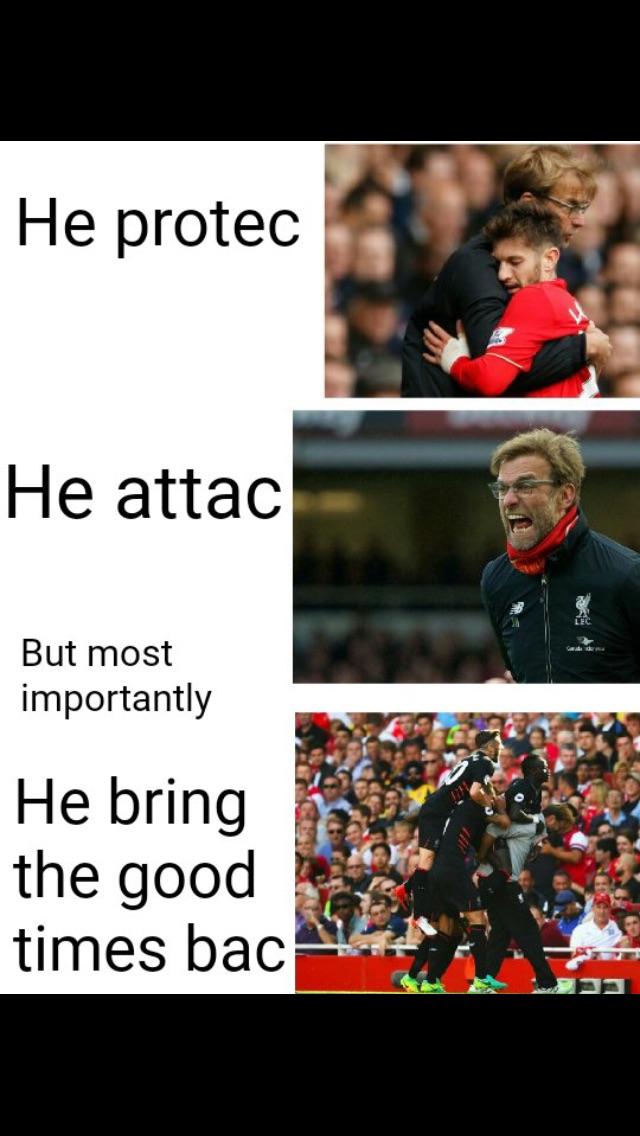 He protec
He attac
L.F.C.
But most
importantly
He bring
the good
times bac